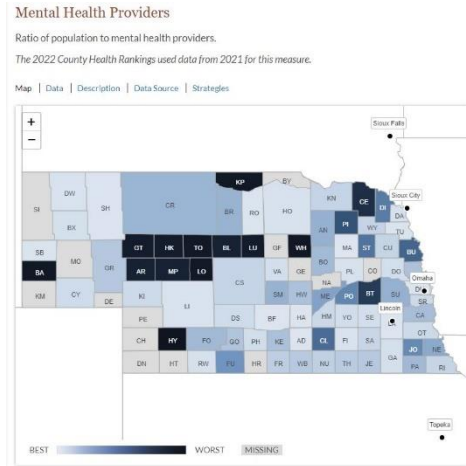 Mental Health Providers
Ratio of population to mental health providers.
The 2022 County Health Rankings used data from 2021 for this measure.
Map | Data | Description | Data Source | Strategies
+
−
Sioux Falls
KP BY
DW SH CR BR RO HO KN CE DI Sioux City
SI BX AN PI WY DA
TU
SB MO GR GT HK TO BL LU GF WH BO MA ST CU BU
BA AR MP LO VA GE NA PL CO DO Omaha
KM CY DE KI CS SM HW ME PO BT SU SR
LI Lincoln CA
PE DS BF HA HM YO SE OT
CH HY FO GO PH KE AD CL FI SA JO NE
GA
DN HT RW FU HR FR WB NU TH JE PA RI
Topeka
BEST WORST MISSING